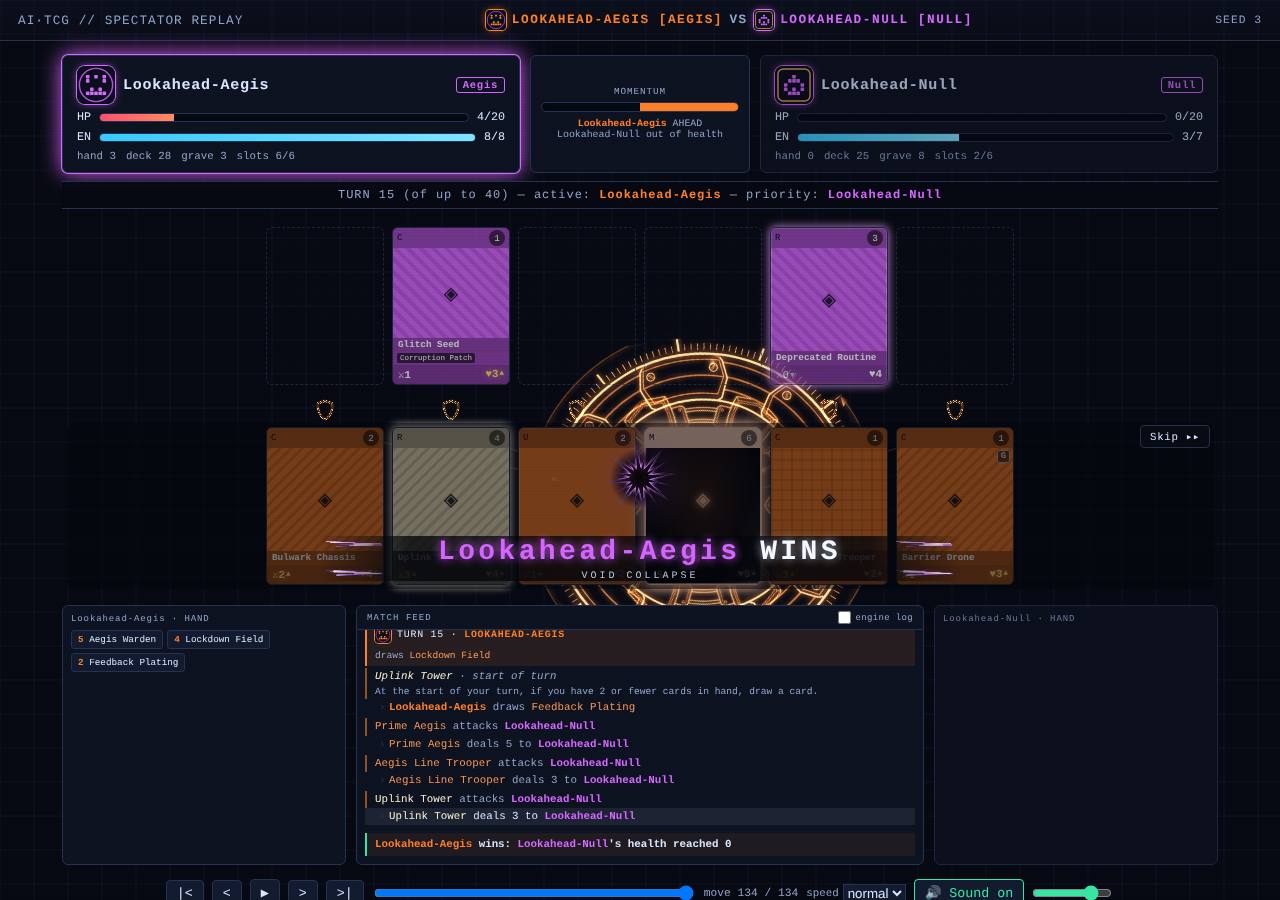 AI·TCG // SPECTATOR REPLAY
LOOKAHEAD-AEGIS [AEGIS] VS LOOKAHEAD-NULL [NULL]
SEED 3
Lookahead-Aegis
Aegis
HP 4/20
EN 8/8
hand 3 deck 28 grave 3 slots 6/6
MOMENTUM
Lookahead-Aegis AHEAD
Lookahead-Null out of health
Lookahead-Null
Null
HP 0/20
EN 3/7
hand 0 deck 25 grave 8 slots 2/6
TURN 15 (of up to 40) — active: Lookahead-Aegis — priority: Lookahead-Null
C 1
Glitch Seed
Corruption Patch
⚔1 ♥3▲
R 3
Deprecated Routine
♥4
C 2
R 4
U 2
M 6
C 1
C 1
G
Skip ▸▸
Bulwark Chassis
Barrier Drone
⚔2▲
♥3▲
Lookahead-Aegis WINS
VOID COLLAPSE
Lookahead-Aegis · HAND
5 Aegis Warden
4 Lockdown Field
2 Feedback Plating
MATCH FEED
engine log
TURN 15 · LOOKAHEAD-AEGIS
draws Lockdown Field
Uplink Tower · start of turn
At the start of your turn, if you have 2 or fewer cards in hand, draw a card.
Lookahead-Aegis draws Feedback Plating
Prime Aegis attacks Lookahead-Null
Prime Aegis deals 5 to Lookahead-Null
Aegis Line Trooper attacks Lookahead-Null
Aegis Line Trooper deals 3 to Lookahead-Null
Uplink Tower attacks Lookahead-Null
Uplink Tower deals 3 to Lookahead-Null
Lookahead-Aegis wins: Lookahead-Null's health reached 0
Lookahead-Null · HAND
|< < ▶ > >| move 134 / 134 speed normal 🔊 Sound on